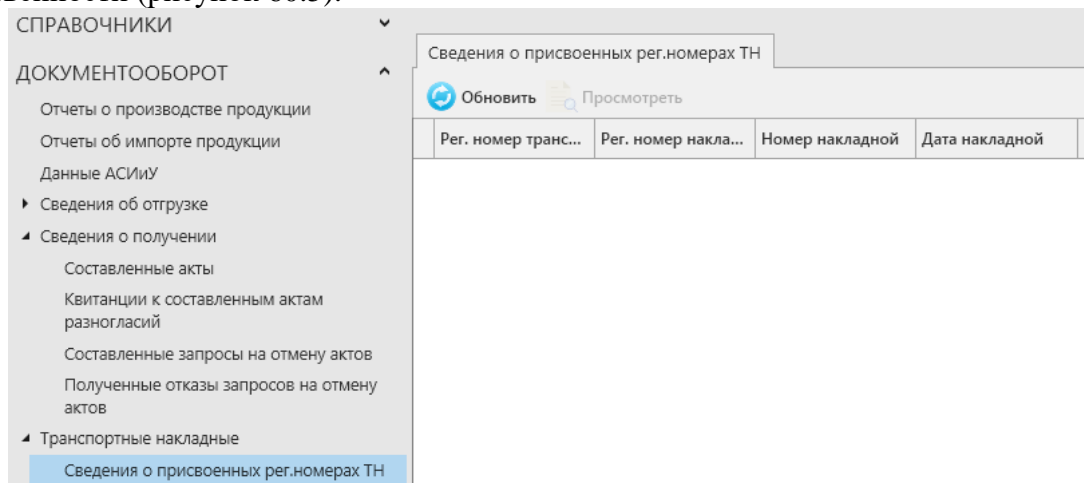 (рисунок
СПРАВОЧНИКИ
ДОКУМЕНТООБОРОТ
Отчеты о производстве продукции
Отчеты об импорте продукции
Данные АСИиУ
Сведения об отгрузке
Сведения о получении
Составленные акты
Квитанции к составленным актам
разногласий
Составленные запросы на отмену актов
Полученные отказы запросов на отмену
актов
Транспортные накладные
Сведения о присвоенных рег.номерах ТН
Сведения о присвоенных рег.номерах ТН
Обновить Просмотреть
Рег. номер транс... Рег. номер накла... Номер накладной Дата накладной